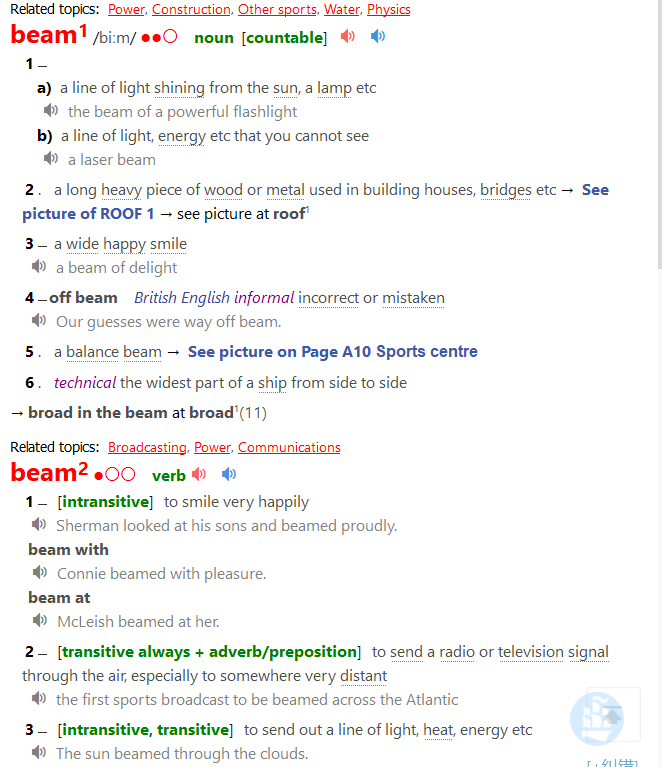 Related topics: Power, Construction, Other sports, Water, Physics
beam1 /biːm/ ●●○ noun [countable]
1 –
a) a line of light shining from the sun, a lamp etc
the beam of a powerful flashlight
b) a line of light, energy etc that you cannot see
a laser beam
2 . a long heavy piece of wood or metal used in building houses, bridges etc → See
picture of ROOF 1 → see picture at roof1
3 – a wide happy smile
a beam of delight
4 – off beam British English informal incorrect or mistaken
Our guesses were way off beam.
5 . a balance beam → See picture on Page A10 Sports centre
6 . technical the widest part of a ship from side to side
→ broad in the beam at broad1(11)
Related topics: Broadcasting, Power, Communications
beam2 ●○○ verb
1 – [intransitive] to smile very happily
Sherman looked at his sons and beamed proudly.
beam with
Connie beamed with pleasure.
beam at
McLeish beamed at her.
2 – [transitive always + adverb/preposition] to send a radio or television signal
through the air, especially to somewhere very distant
the first sports broadcast to be beamed across the Atlantic
3 – [intransitive, transitive] to send out a line of light, heat, energy etc
The sun beamed through the clouds.
[+纠错]